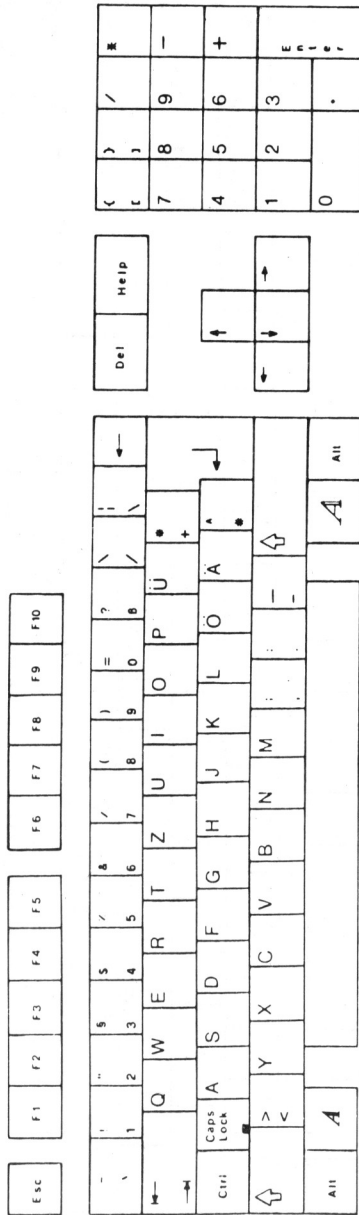 Esc F1 F2 F3 F4 F5 F6 F7 F8 F9 F10
! " § $ / & / ( ) = ?
1 2 3 4 5 6 7 8 9 0 ß \ ← Del Help { } / *
[ ]
Q W E R T Z U I O P Ü * + 7 8 9 -
Ctrl Caps Lock A S D F G H J K L Ö Ä ^ # ↑ 4 5 6 +
> < Y X C V B N M ; , : . _ - ← ↓ → 1 2 3 Enter
Alt A A Alt 0 .